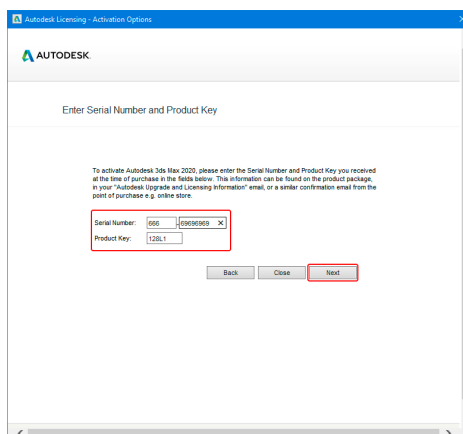 Autodesk Licensing - Activation Options
AUTODESK.
Enter Serial Number and Product Key
To activate Autodesk 3ds Max 2020, please enter the Serial Number and Product Key you received
at the time of purchase in the fields below. This information can be found on the product package,
in your "Autodesk Upgrade and Licensing Information" email, or a similar confirmation email from the
point of purchase e.g. online store.
Serial Number: 666 - 69696969
Product Key: 128L1
Back Close Next